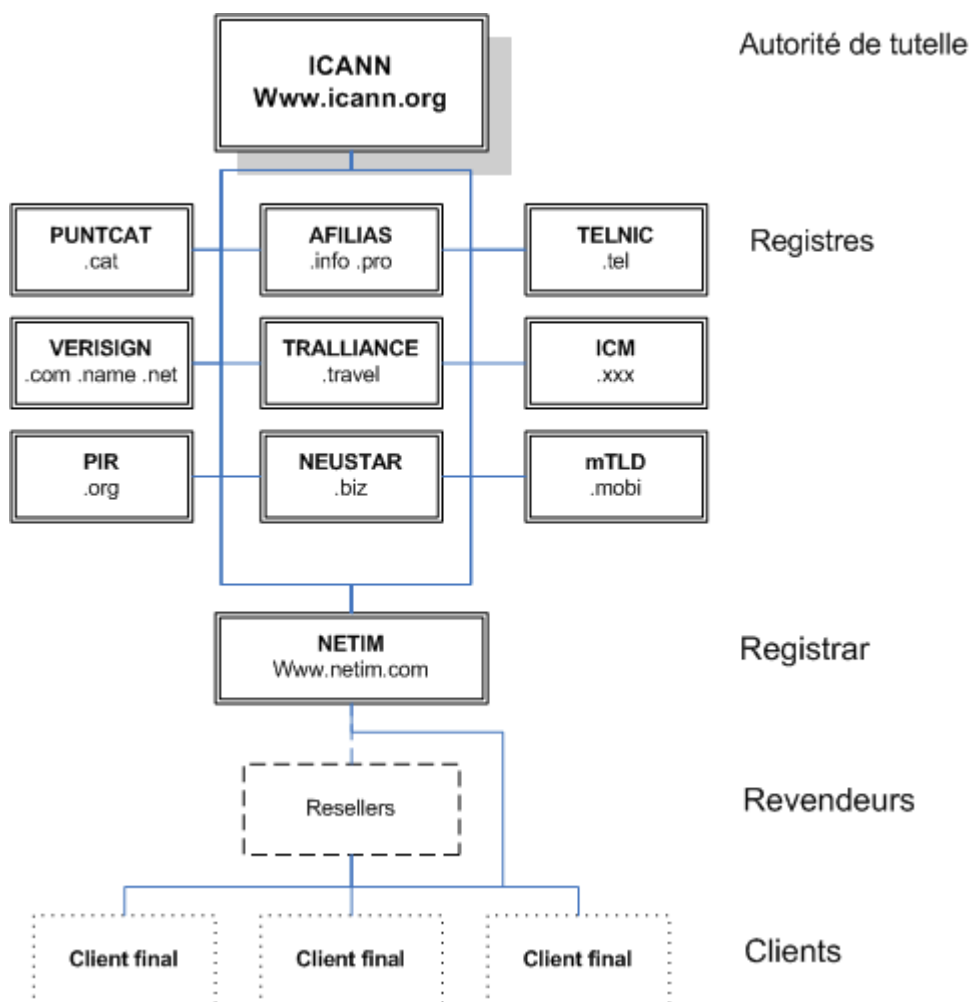 ICANN
Www.icann.org
Autorité de tutelle
PUNTCAT
.cat
AFILIAS
.info .pro
TELNIC
.tel
Registres
VERISIGN
.com .name .net
TRALLIANCE
.travel
ICM
.xxx
PIR
.org
NEUSTAR
.biz
mTLD
.mobi
NETIM
Www.netim.com
Registrar
Resellers
Revendeurs
Client final
Client final
Client final
Clients